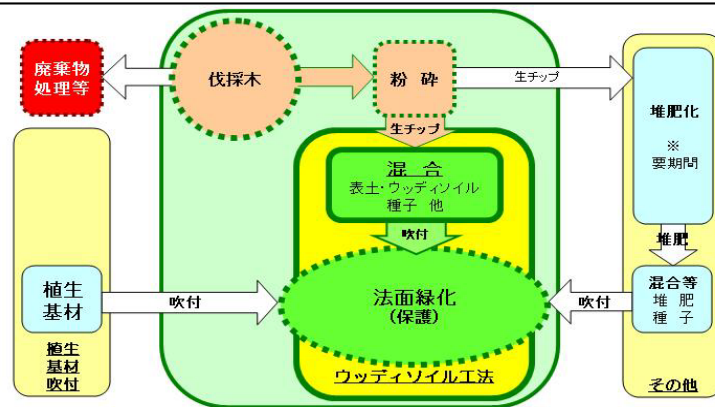 廃棄物
処理等
伐採木
粉 砕
生チップ
堆肥化
※
要期間
生チップ
混 合
表土・ウッディソイル
種子 他
吹付
堆肥
植生
基材
吹付
法面緑化
(保護)
吹付
混合等
堆 肥
種 子
植生
基材
吹付
ウッディソイル工法
その他